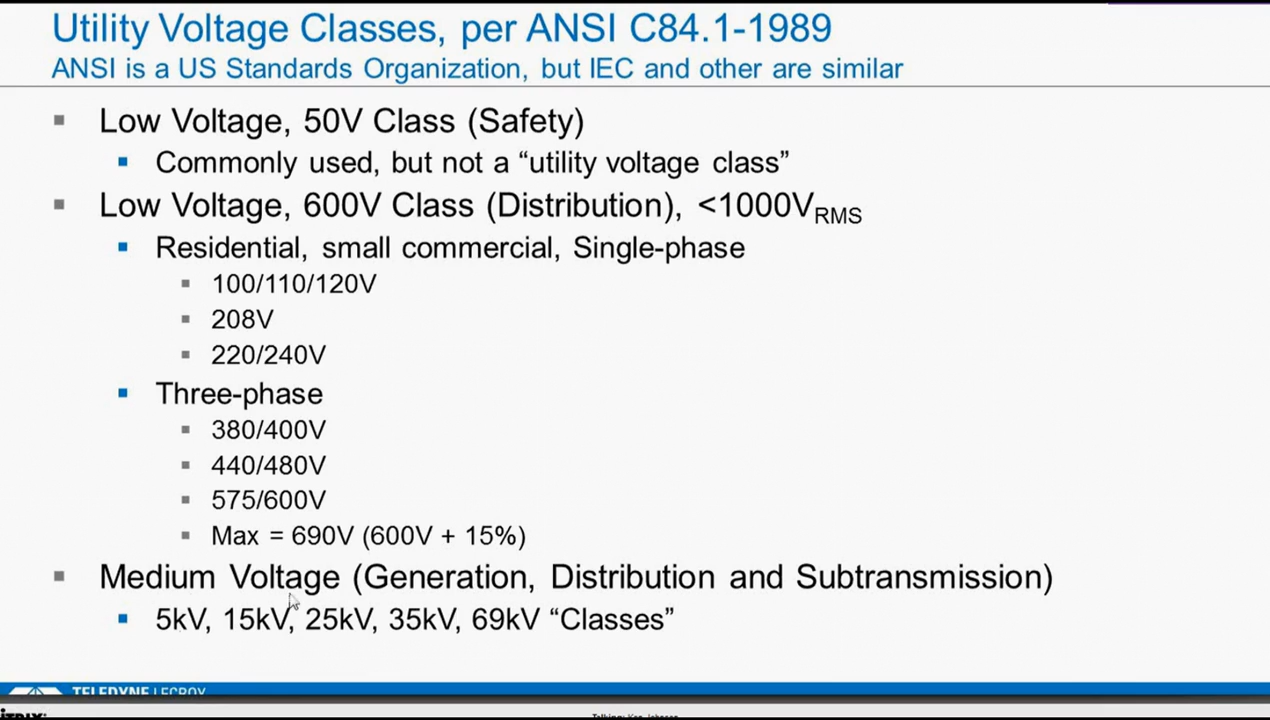 Utility Voltage Classes, per ANSI C84.1-1989
ANSI is a US Standards Organization, but IEC and other are similar
Low Voltage, 50V Class (Safety)
Commonly used, but not a “utility voltage class”
Low Voltage, 600V Class (Distribution), <1000VRMS
Residential, small commercial, Single-phase
100/110/120V
208V
220/240V
Three-phase
380/400V
440/480V
575/600V
Max = 690V (600V + 15%)
Medium Voltage (Generation, Distribution and Subtransmission)
5kV, 15kV, 25kV, 35kV, 69kV “Classes”
TELEDYNE LECROY
Talking: